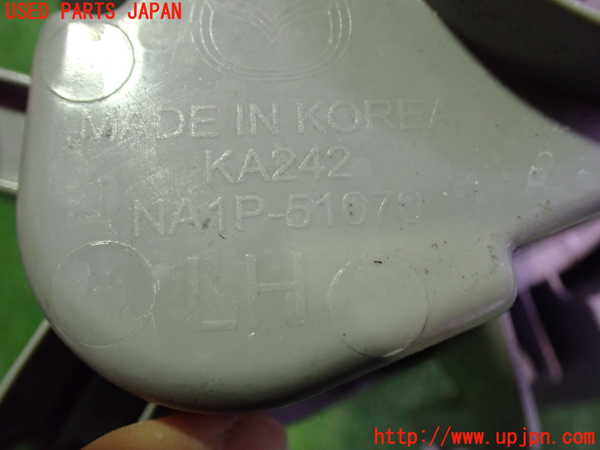 USED PARTS JAPAN
MADE IN KOREA
KA242
LH
http://www.upjpn.com